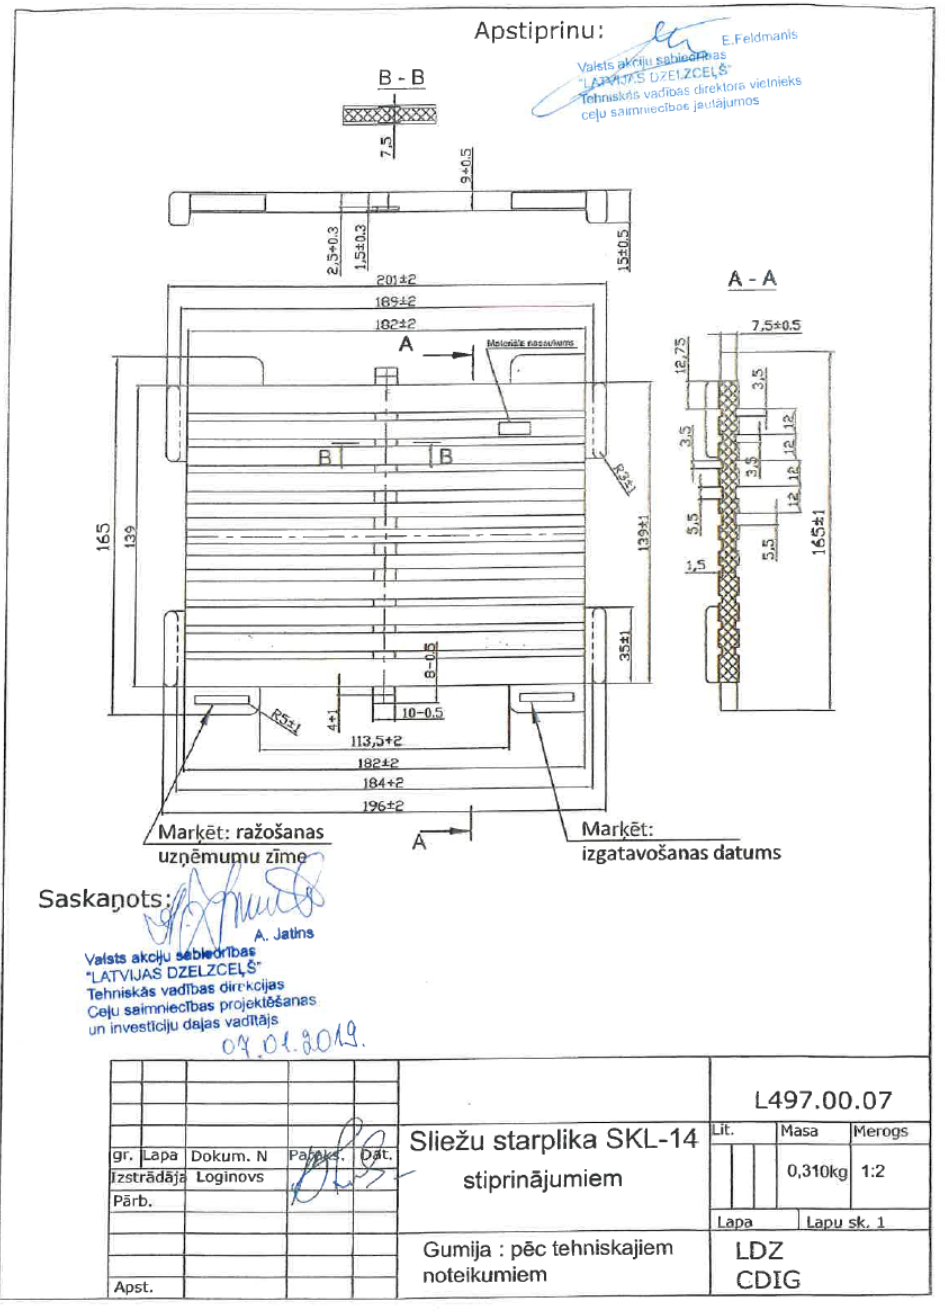 Apstiprinu:
E.Feldmanis
Valsts akciju sabiedrības
"LATVIJAS DZELZCEĻŠ"
Tehniskās vadības direktora vietnieks
ceļu saimniecības jautājumos
B - B
7,5
9±0.5
2,5+0.3
1,5±0.3
15±0.5
201±2
189±2
182±2
A - A
7,5±0.5
A
Materiāla nosaukums
12,75
3,5
12
3,5
12
3,5
12
12
5,5
5,5
1,5
B
B
R3±1
165
139
139±1
165±1
35±1
8-0.5
4±1
10-0.5
R5±1
113,5+2
182±2
184+2
196±2
A
Marķēt: ražošanas
uzņēmumu zīme
Marķēt:
izgatavošanas datums
Saskaņots:
A. Jatins
Valsts akciju sabiedrības
"LATVIJAS DZELZCEĻŠ"
Tehniskās vadības direkcijas
Ceļu saimniecības projektēšanas
un investīciju daļas vadītājs
07.01.2019.
L497.00.07
Sliežu starplika SKL-14
stiprinājumiem
Lit. Masa Merogs
0,310kg 1:2
gr. Lapa Dokum. N Dat.
Izstrādāja Loginovs
Pārb.
Lapa Lapu sk. 1
Gumija : pēc tehniskajiem
noteikumiem
LDZ
CDIG
Apst.